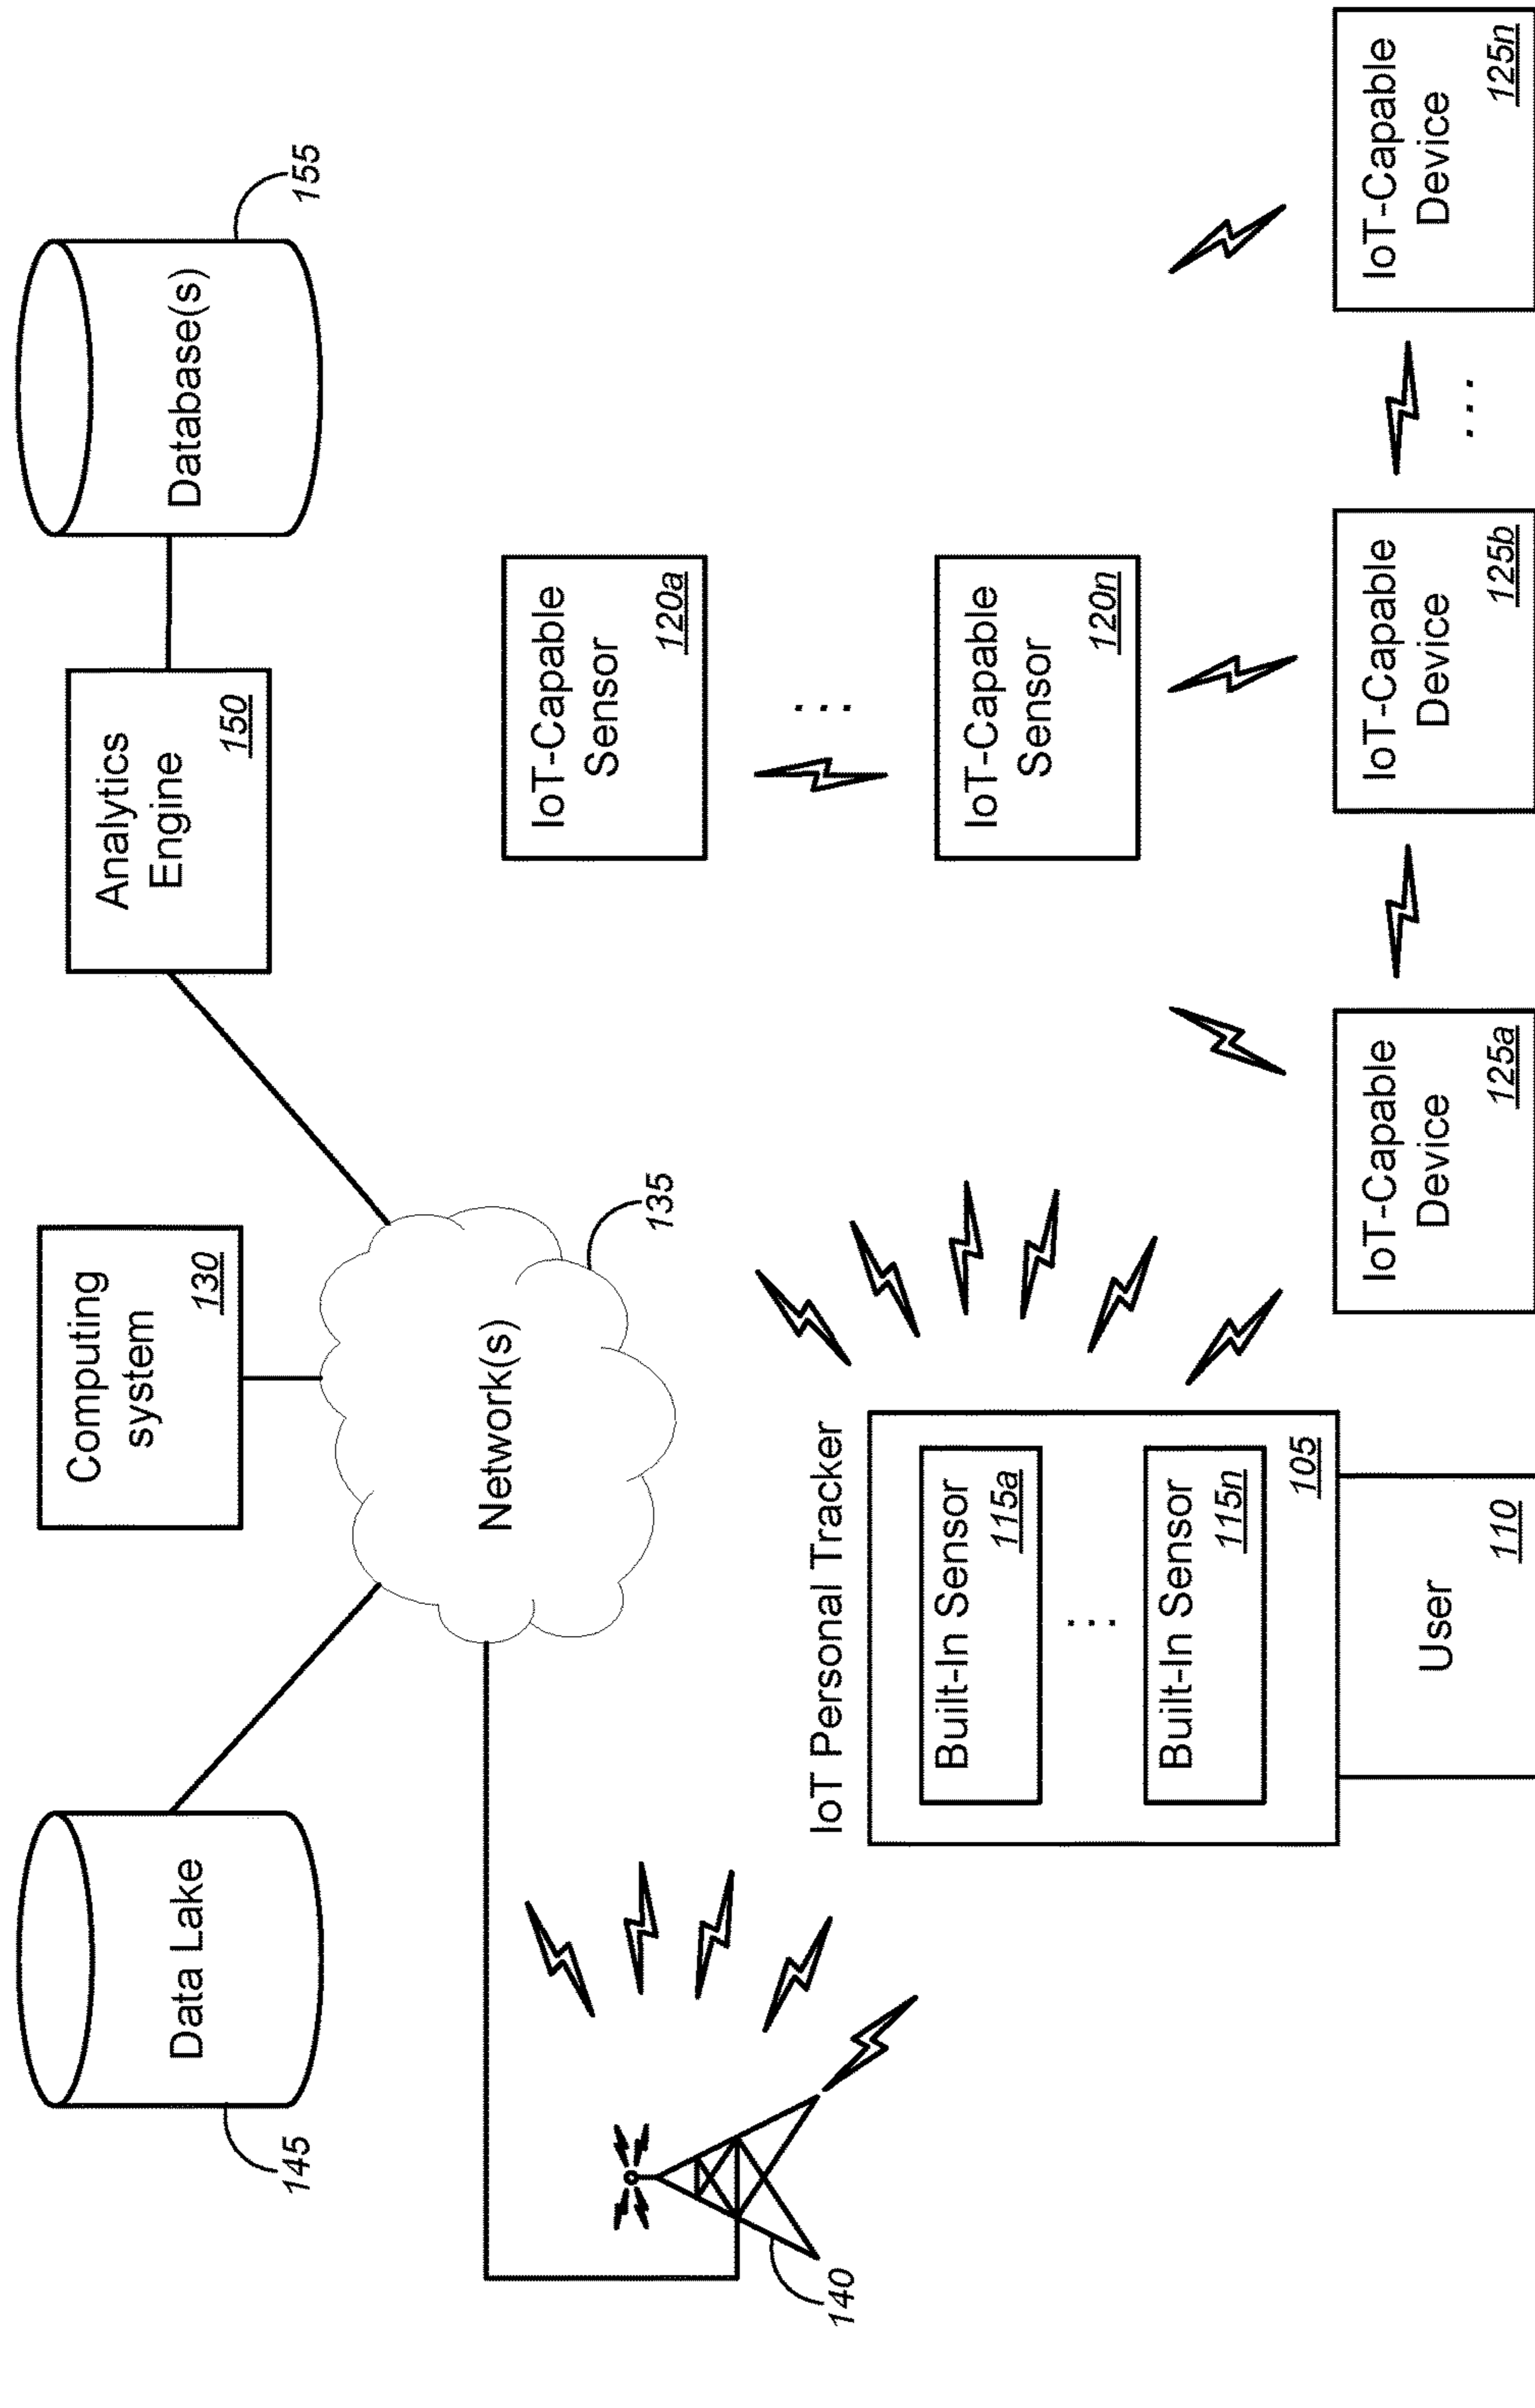 Data Lake
145
Computing
system
130
Analytics
Engine
150
Database(s)
155
Network(s)
135
140
IoT-Capable
Sensor
120a
...
IoT-Capable
Sensor
120n
IoT Personal Tracker
Built-In Sensor
115a
...
Built-In Sensor
115n
105
User
110
IoT-Capable
Device
125a
IoT-Capable
Device
125b
...
IoT-Capable
Device
125n